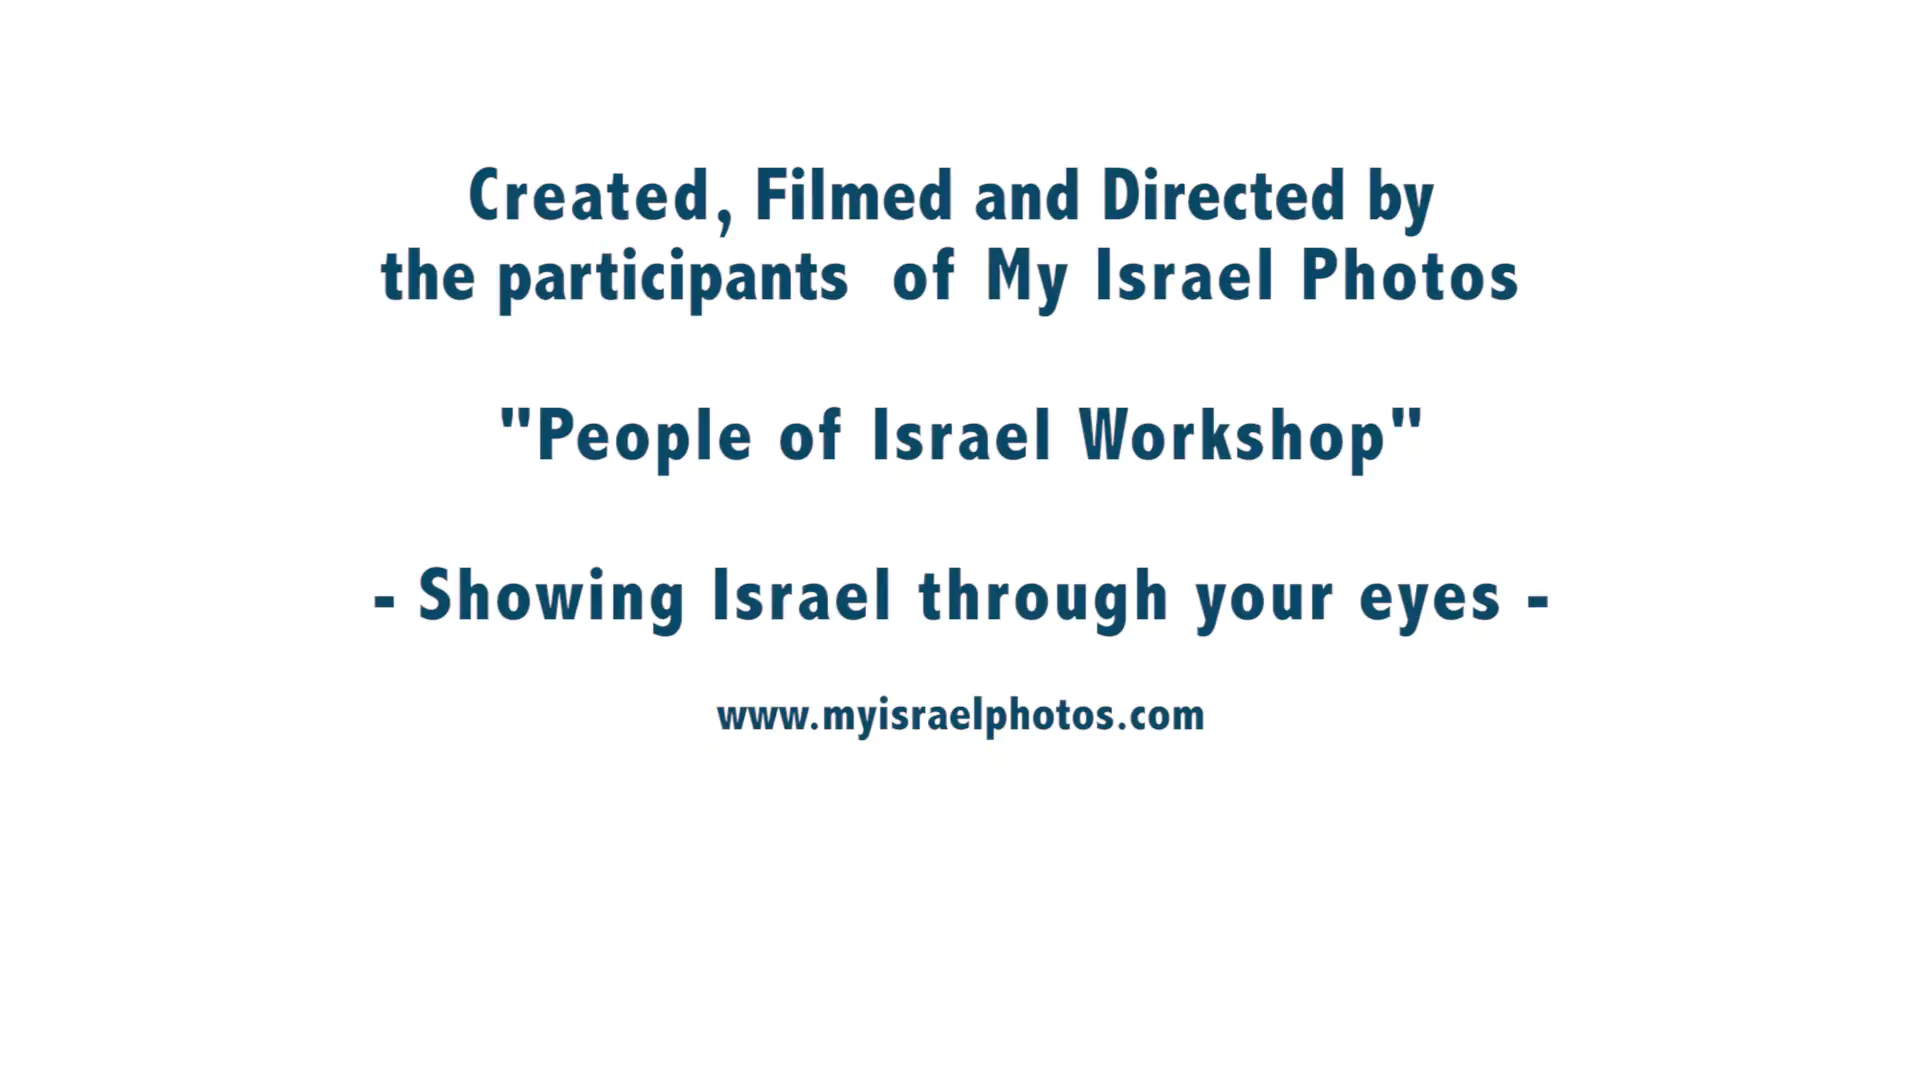 Created, Filmed and Directed by
the participants of My Israel Photos
"People of Israel Workshop"
- Showing Israel through your eyes -
www.myisraelphotos.com